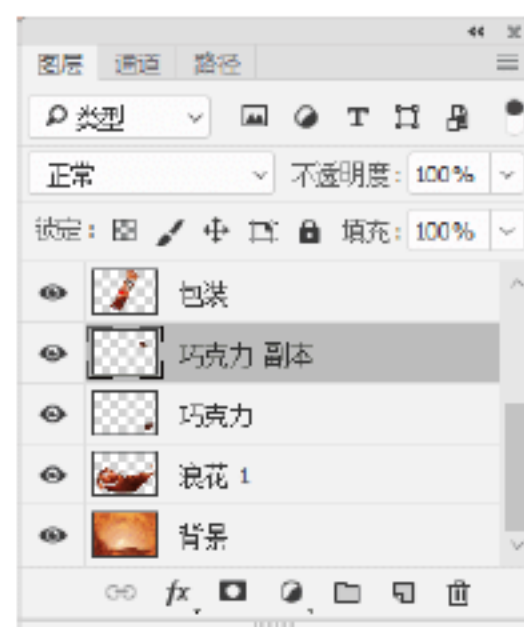 图层 通道 路径
类型
正常 不透明度: 100%
锁定: 填充: 100%
包装
巧克力 副本
巧克力
浪花 1
背景
fx